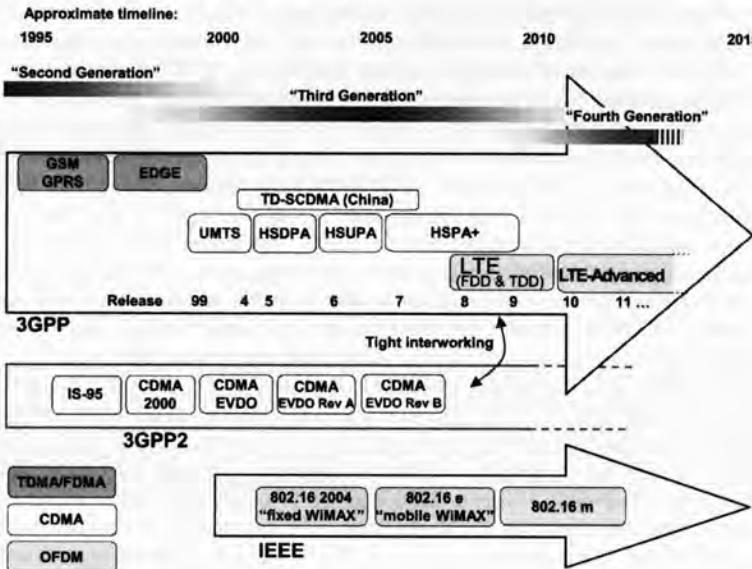 Approximate timeline:
1995 2000 2005 2010 201
"Second Generation"
"Third Generation"
"Fourth Generation"
GSM
GPRS
EDGE
TD-SCDMA (China)
UMTS HSDPA HSUPA HSPA+
LTE
(FDD & TDD)
LTE-Advanced
Release 99 4 5 6 7 8 9 10 11 ...
3GPP
Tight interworking
IS-95
CDMA
2000
CDMA
EVDO
CDMA
EVDO Rev A
CDMA
EVDO Rev B
3GPP2
TDMA/FDMA
CDMA
OFDM
802.16 2004
"fixed WiMAX"
802.16 e
"mobile WiMAX"
802.16 m
IEEE